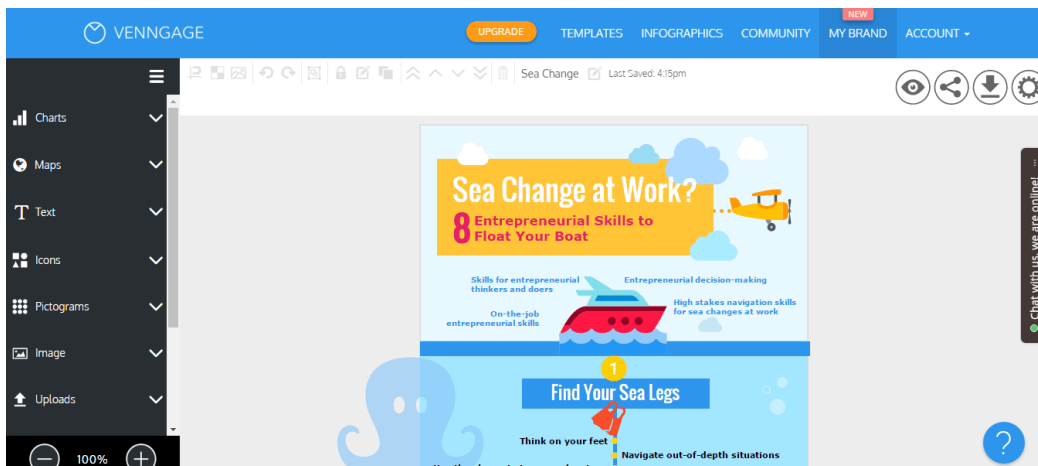 NEW
VENNGAGE
UPGRADE
TEMPLATES
INFOGRAPHICS
COMMUNITY
MY BRAND
ACCOUNT
Sea Change
Last Saved: 4:15pm
Charts
Maps
Text
Icons
Pictograms
Image
Uploads
100%
Sea Change at Work?
8 Entrepreneurial Skills to
Float Your Boat
Skills for entrepreneurial
thinkers and doers
Entrepreneurial decision-making
On-the-job
entrepreneurial skills
High stakes navigation skills
for sea changes at work
1
Find Your Sea Legs
Think on your feet
Navigate out-of-depth situations
Chat with us, we are online!
?